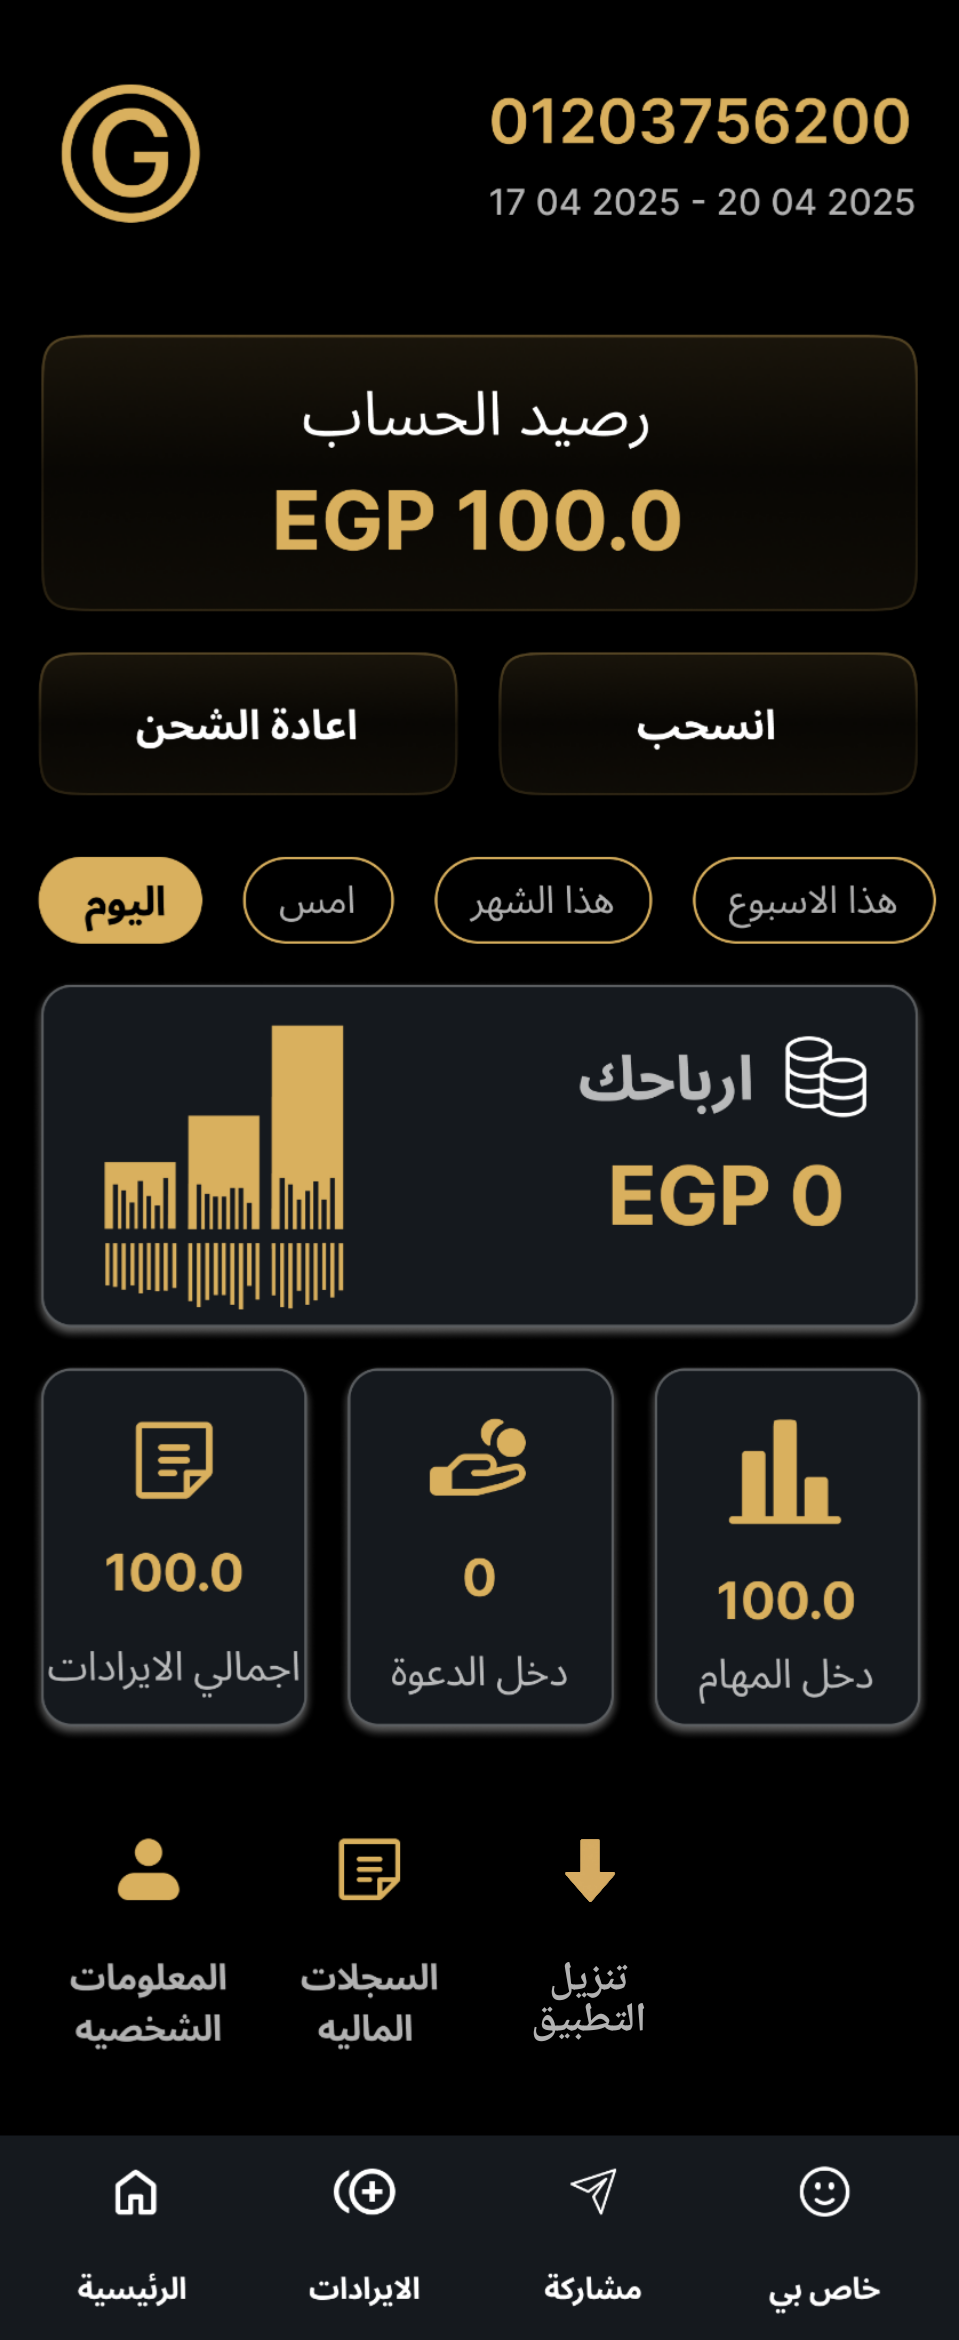 G
01203756200
17 04 2025 - 20 04 2025
رصيد الحساب
EGP 100.0
انسحب
اعادة الشحن
اليوم
امس
هذا الشهر
هذا الاسبوع
ارباحك
EGP 0
100.0
اجمالي الايرادات
0
دخل الدعوة
100.0
دخل المهام
المعلومات
الشخصيه
السجلات
الماليه
تنزيل
التطبيق
الرئيسية
الايرادات
مشاركة
خاص بي